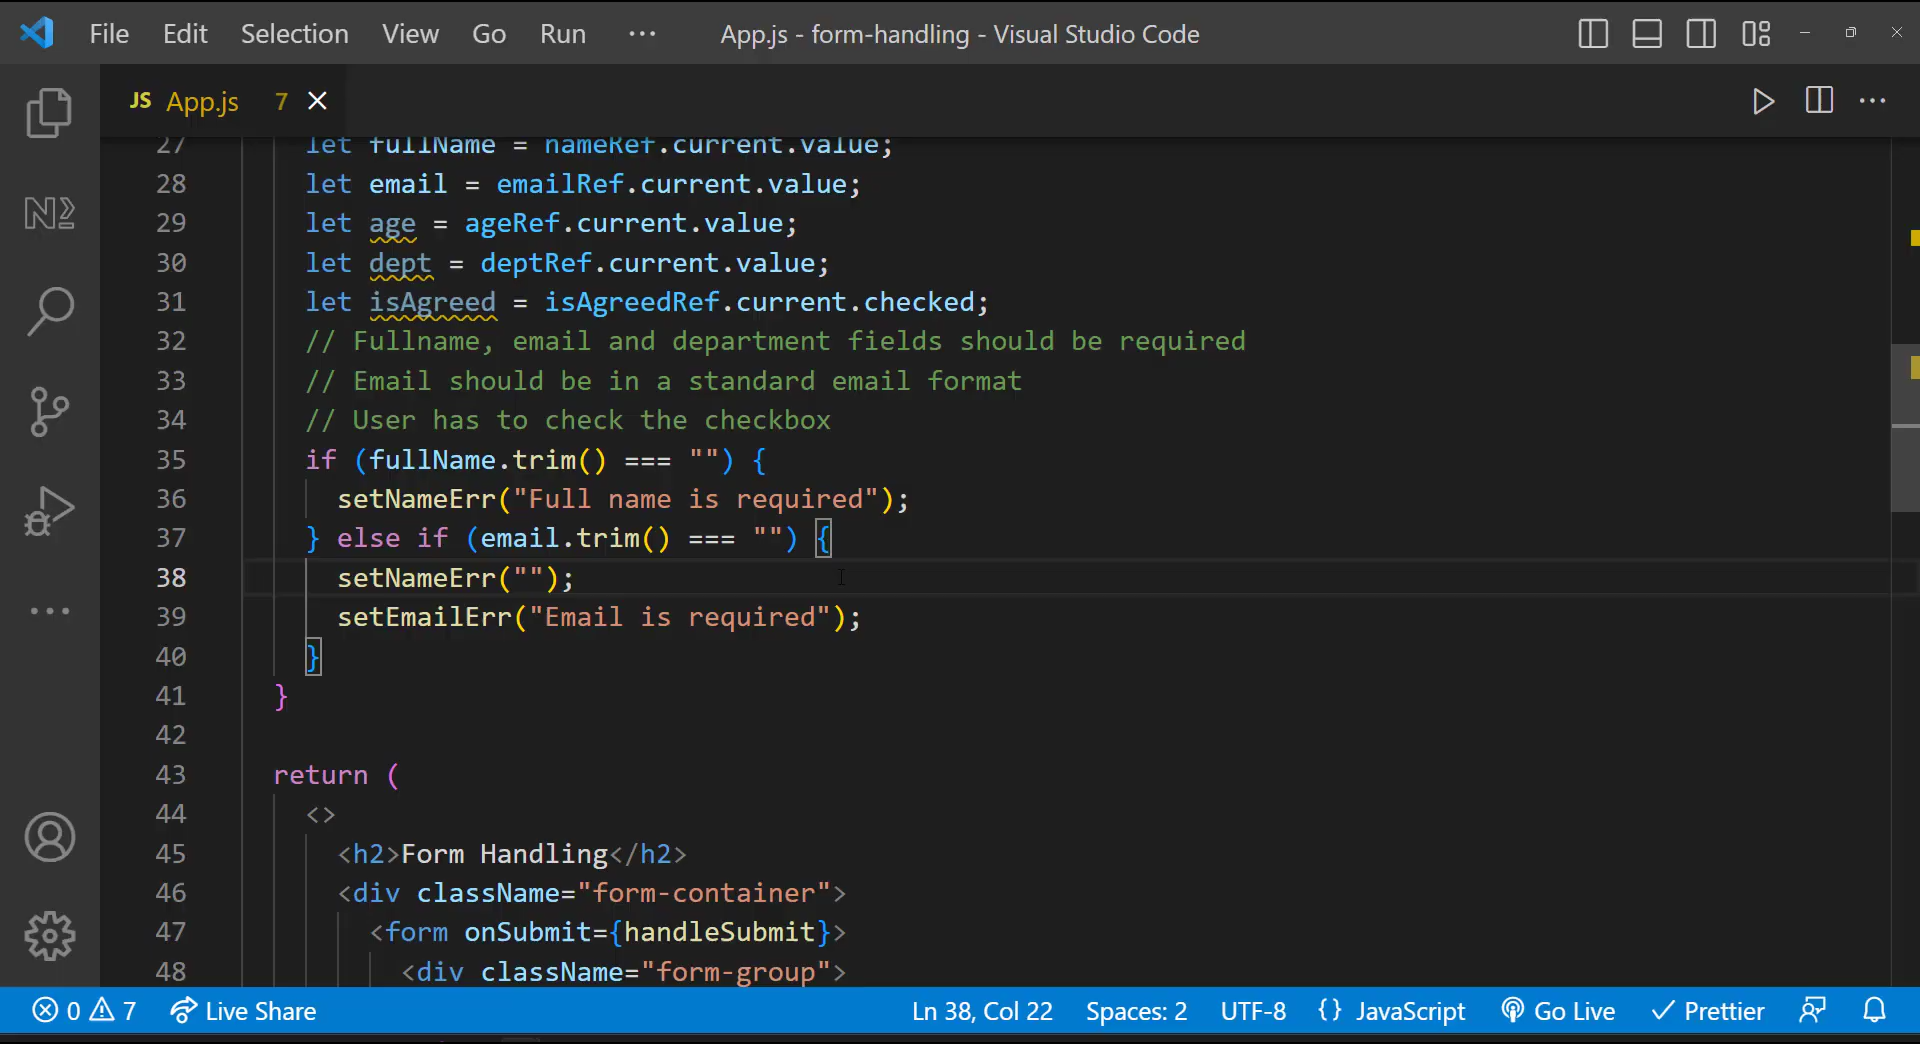 File Edit Selection View Go Run ··· App.js - form-handling - Visual Studio Code
JS App.js 7
27 let fullName = nameRef.current.value;
28 let email = emailRef.current.value;
29 let age = ageRef.current.value;
30 let dept = deptRef.current.value;
31 let isAgreed = isAgreedRef.current.checked;
32 // Fullname, email and department fields should be required
33 // Email should be in a standard email format
34 // User has to check the checkbox
35 if (fullName.trim() === "") {
36 setNameErr("Full name is required");
37 } else if (email.trim() === "") {
38 setNameErr("");
39 setEmailErr("Email is required");
40 }
41 }
42
43 return (
44 <>
45 <h2>Form Handling</h2>
46 <div className="form-container">
47 <form onSubmit={handleSubmit}>
48 <div className="form-group">
0 7 Live Share Ln 38, Col 22 Spaces: 2 UTF-8 {} JavaScript Go Live Prettier